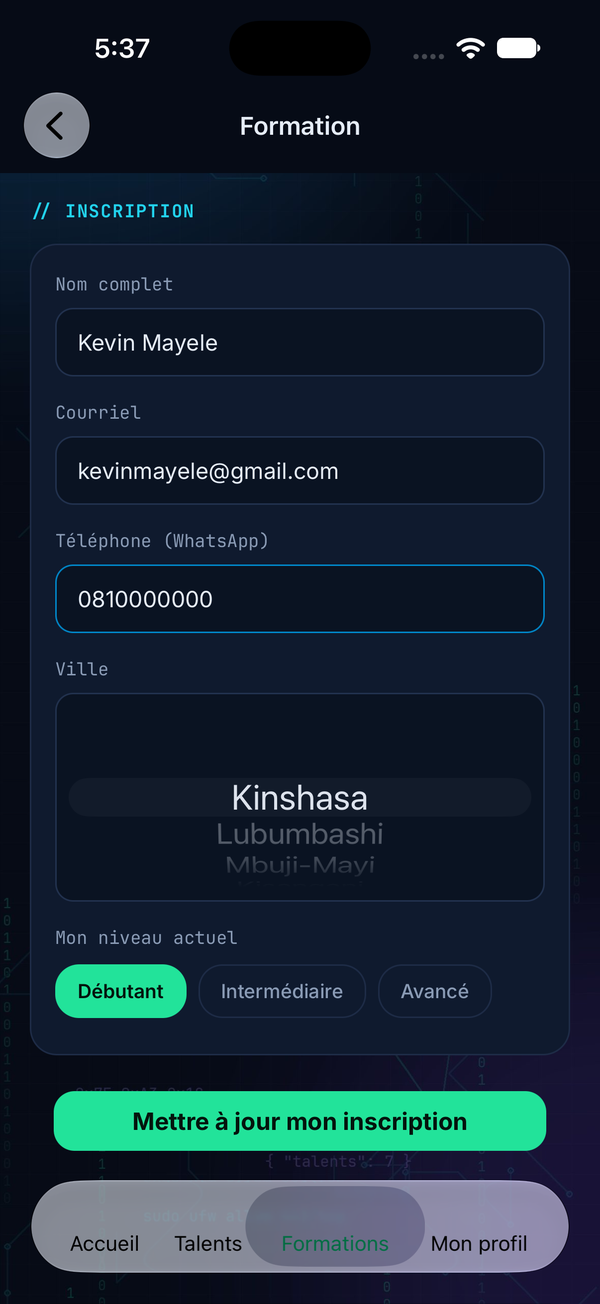 5:37
Formation
// INSCRIPTION
Nom complet
Kevin Mayele
Courriel
kevinmayele@gmail.com
Téléphone (WhatsApp)
0810000000
Ville
Kinshasa
Lubumbashi
Mbuji-Mayi
Mon niveau actuel
Débutant Intermédiaire Avancé
Mettre à jour mon inscription
{ "talents": 7 }
Accueil Talents Formations Mon profil